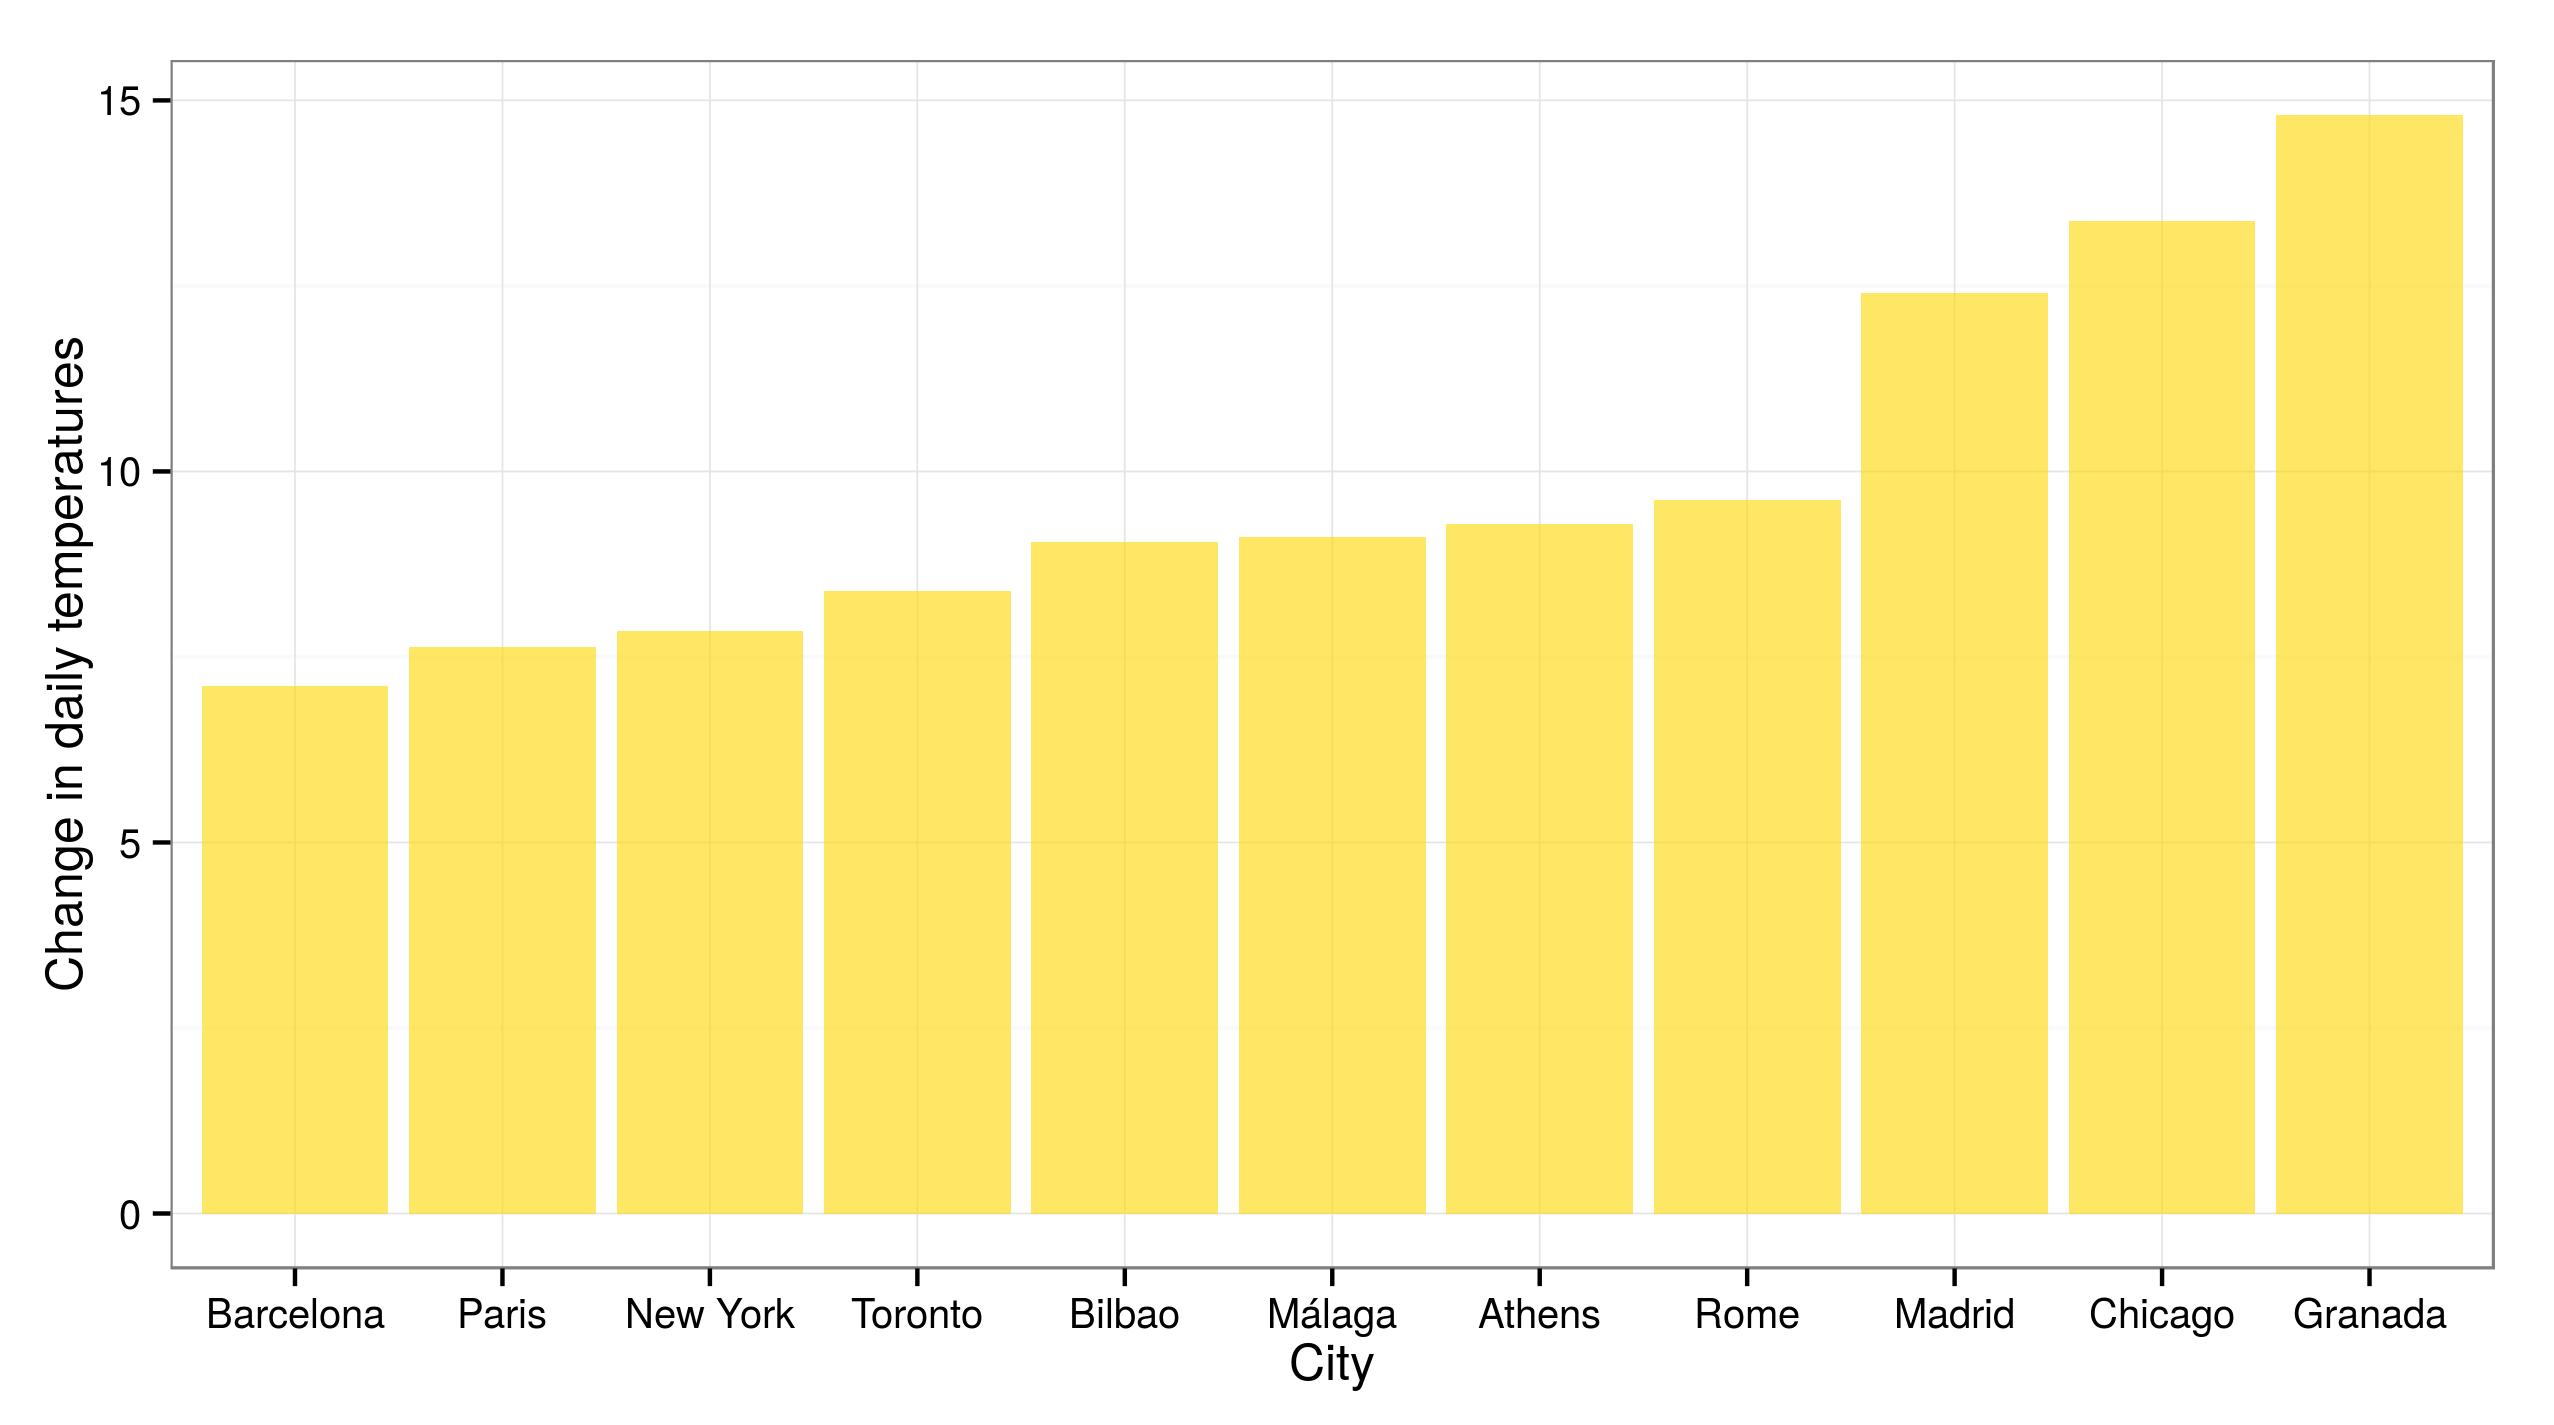 Change in daily temperatures
15
10
5
0
Barcelona Paris New York Toronto Bilbao Málaga Athens Rome Madrid Chicago Granada
City